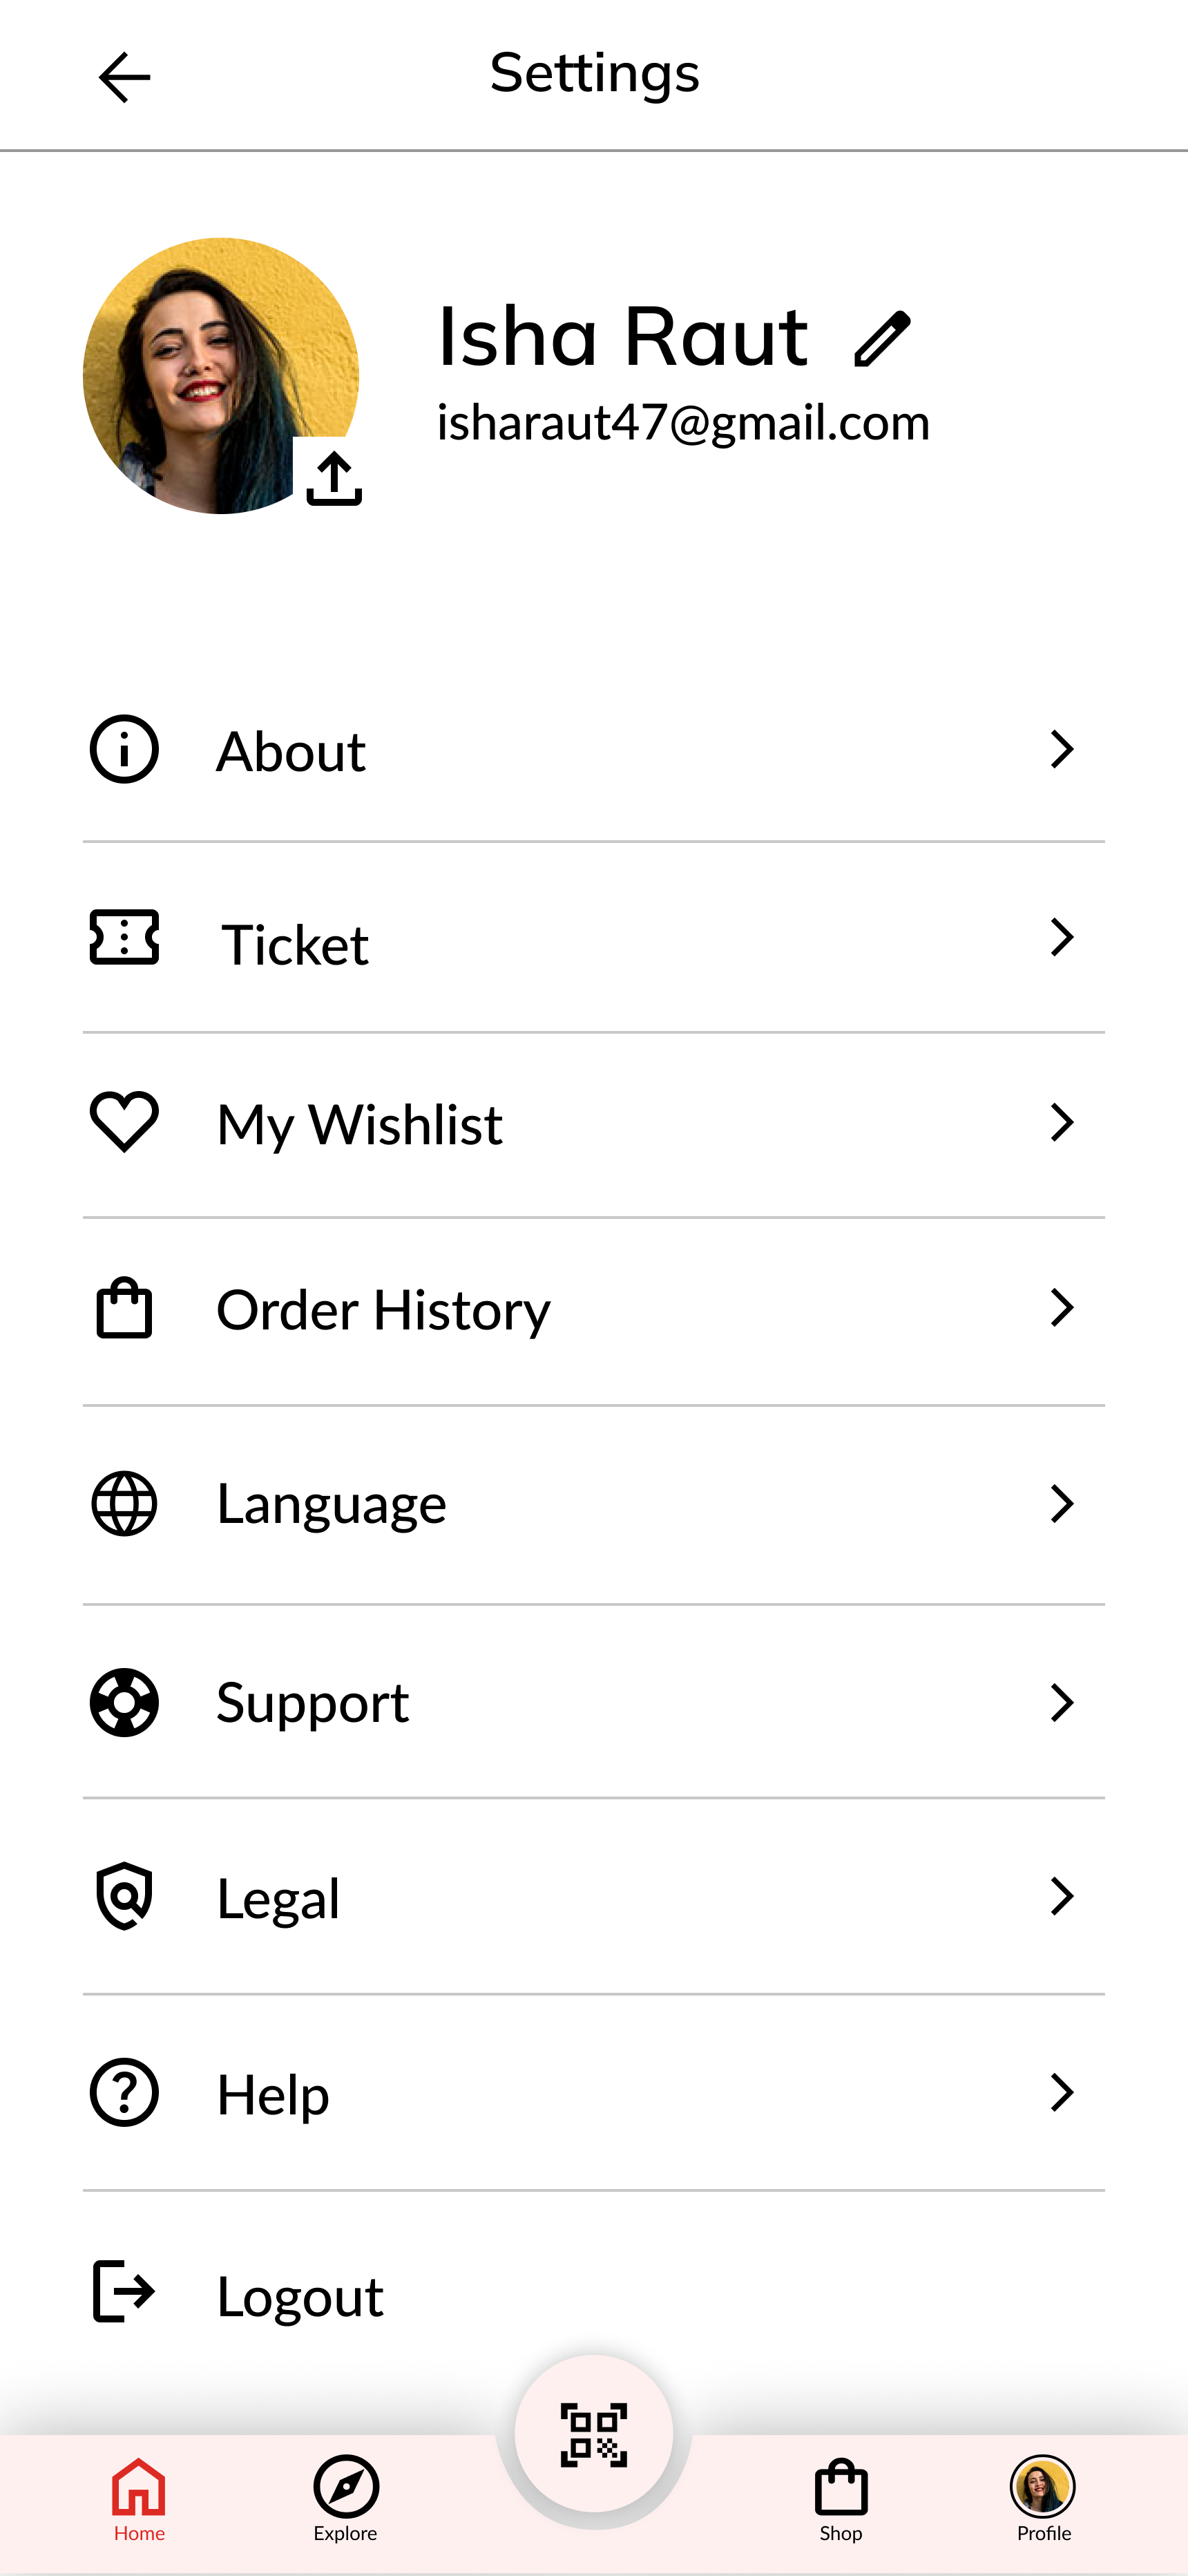 Settings
Isha Raut
isharaut47@gmail.com
About
Ticket
My Wishlist
Order History
Language
Support
Legal
Help
Logout
Home Explore Shop Profile